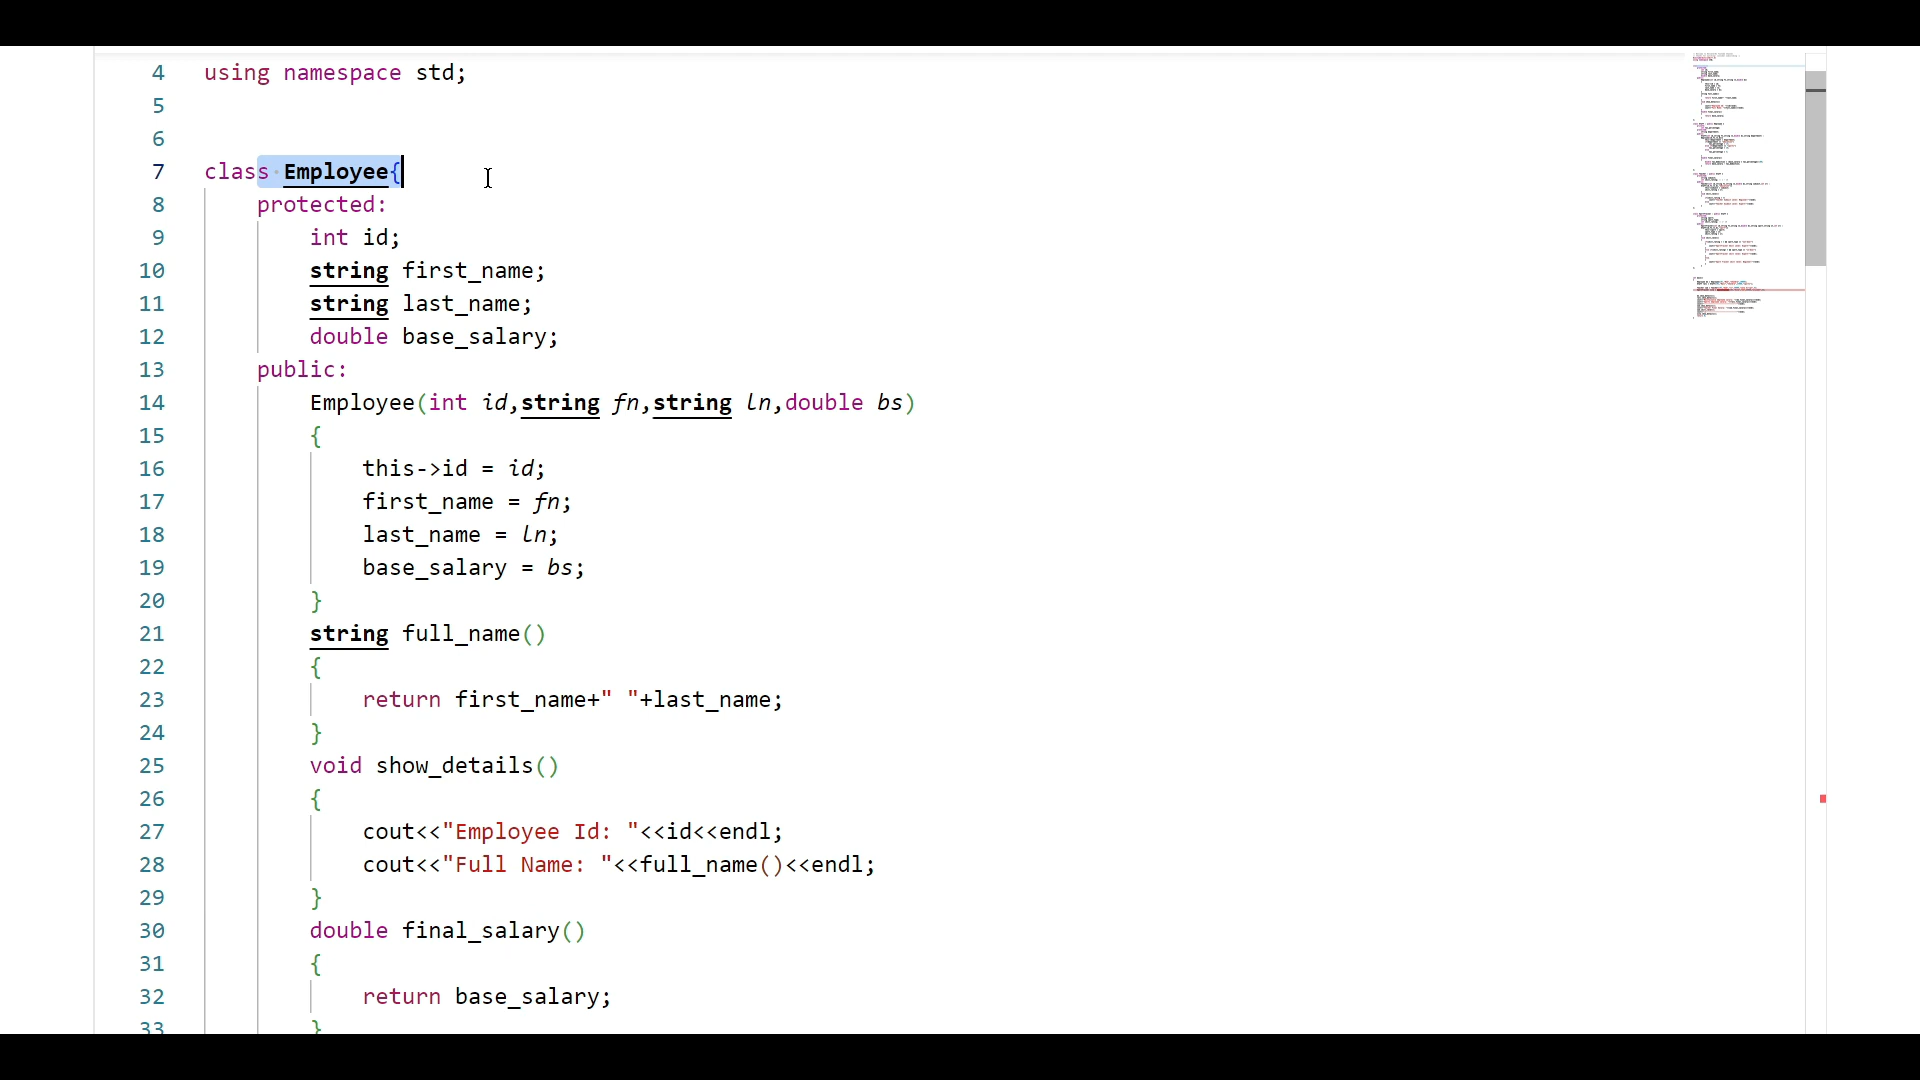 4 using namespace std;
5
6
7 class Employee{
8 protected:
9 int id;
10 string first_name;
11 string last_name;
12 double base_salary;
13 public:
14 Employee(int id,string fn,string ln,double bs)
15 {
16 this->id = id;
17 first_name = fn;
18 last_name = ln;
19 base_salary = bs;
20 }
21 string full_name()
22 {
23 return first_name+" "+last_name;
24 }
25 void show_details()
26 {
27 cout<<"Employee Id: "<<id<<endl;
28 cout<<"Full Name: "<<full_name()<<endl;
29 }
30 double final_salary()
31 {
32 return base_salary;
33 }